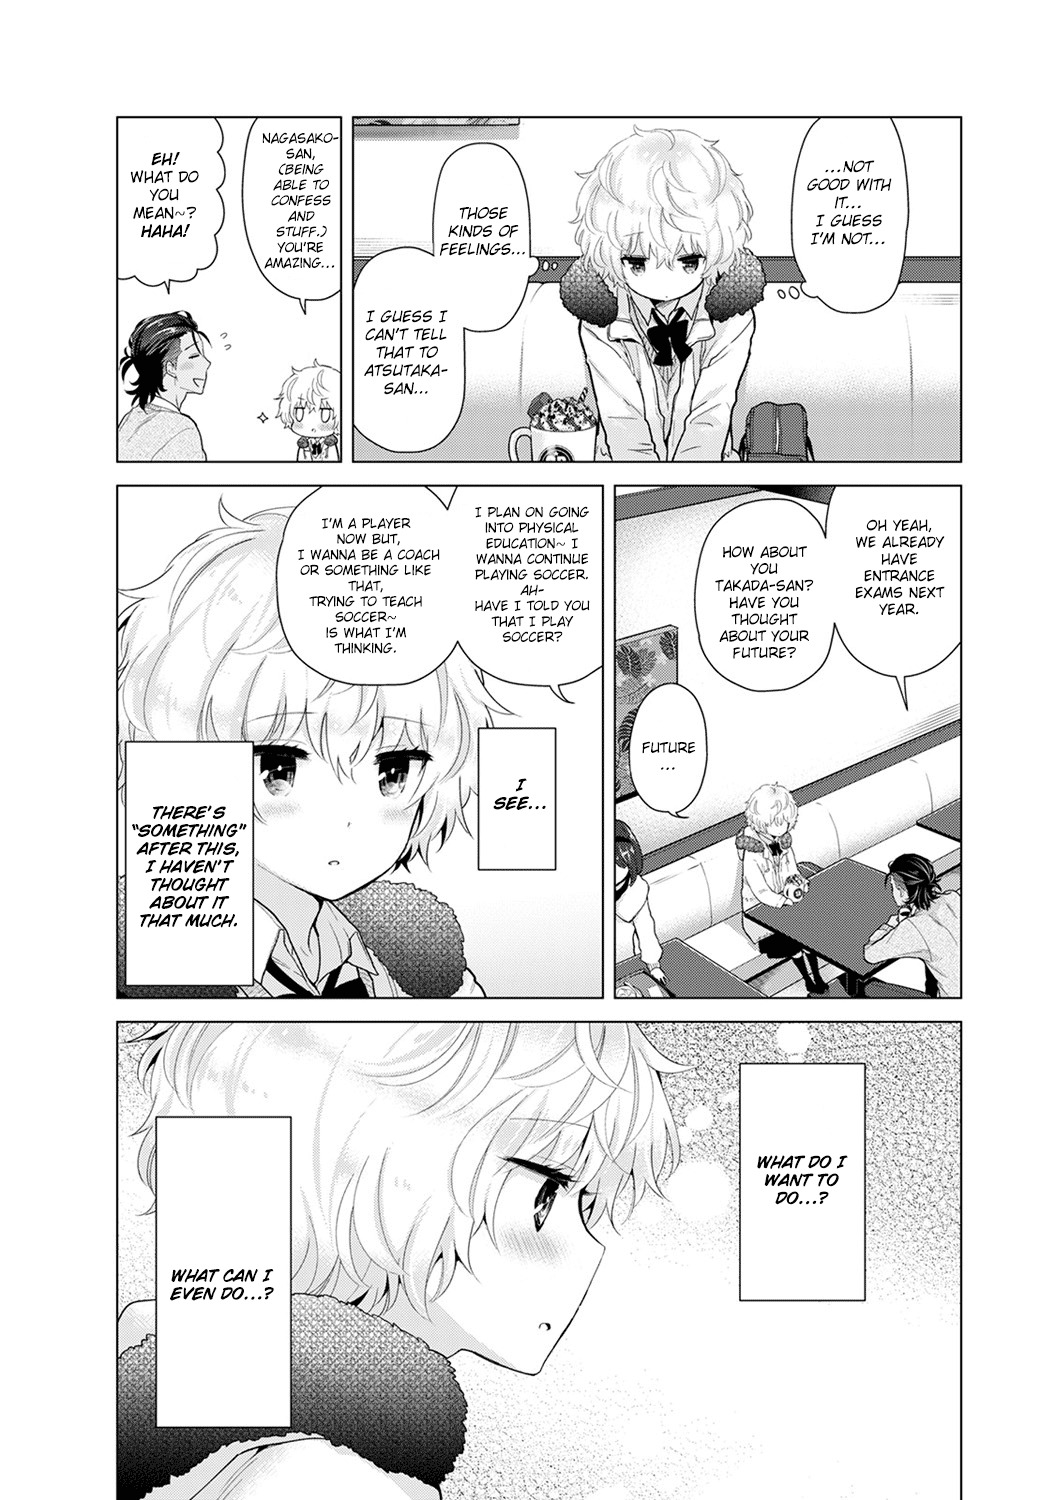 ...NOT
GOOD WITH
IT...
I GUESS
I'M NOT...
THOSE
KINDS OF
FEELINGS...
I GUESS I
CAN'T TELL
THAT TO
ATSUTAKA-
SAN...
NAGASAKO-
SAN,
(BEING
ABLE TO
CONFESS
AND
STUFF.)
YOU'RE
AMAZING...
EH!
WHAT DO
YOU
MEAN~?
HAHA!
OH YEAH,
WE ALREADY
HAVE
ENTRANCE
EXAMS NEXT
YEAR.
HOW ABOUT
YOU
TAKADA-SAN?
HAVE YOU
THOUGHT
ABOUT YOUR
FUTURE?
FUTURE
...
I PLAN ON GOING
INTO PHYSICAL
EDUCATION~ I
WANNA CONTINUE
PLAYING SOCCER.
AH-
HAVE I TOLD YOU
THAT I PLAY
SOCCER?
I'M A PLAYER
NOW BUT,
I WANNA BE A COACH
OR SOMETHING LIKE
THAT,
TRYING TO TEACH
SOCCER~
IS WHAT I'M
THINKING.
I
SEE...
THERE'S
"SOMETHING"
AFTER THIS,
I HAVEN'T
THOUGHT
ABOUT IT
THAT MUCH.
WHAT DO I
WANT TO
DO...?
WHAT CAN I
EVEN DO...?